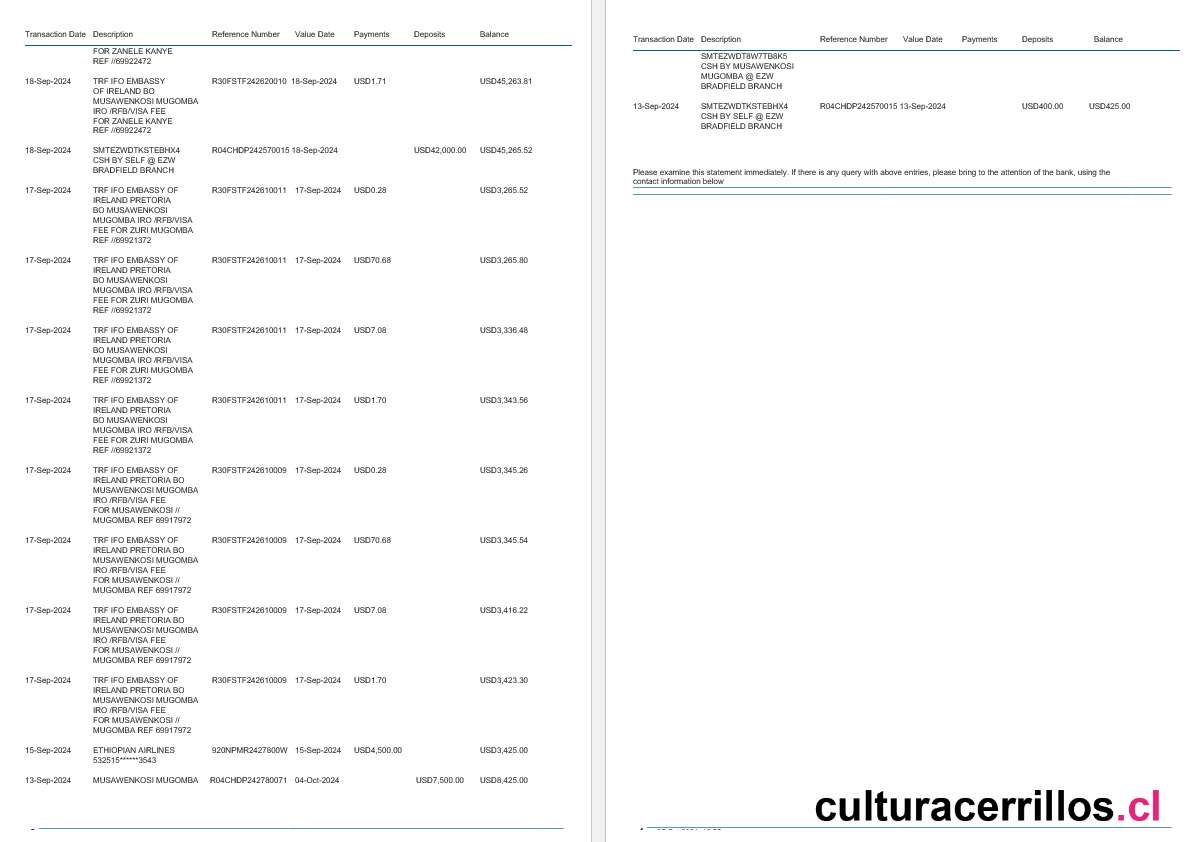 Transaction Date Description Reference Number Value Date Payments Deposits Balance
FOR ZANELE KANYE
REF //69922472
18-Sep-2024 TRF IFO EMBASSY R30FSTF242620010 18-Sep-2024 USD1.71 USD45,263.81
OF IRELAND BO
MUSAWENKOSI MUGOMBA
IRO /RFB/VISA FEE
FOR ZANELE KANYE
REF //69922472
18-Sep-2024 SMTEZWDTKSTEBHX4 R04CHDP242570015 18-Sep-2024 USD42,000.00 USD45,265.52
CSH BY SELF @ EZW
BRADFIELD BRANCH
17-Sep-2024 TRF IFO EMBASSY OF R30FSTF242610011 17-Sep-2024 USD0.28 USD3,265.52
IRELAND PRETORIA
BO MUSAWENKOSI
MUGOMBA IRO /RFB/VISA
FEE FOR ZURI MUGOMBA
REF //69921372
17-Sep-2024 TRF IFO EMBASSY OF R30FSTF242610011 17-Sep-2024 USD70.68 USD3,265.80
IRELAND PRETORIA
BO MUSAWENKOSI
MUGOMBA IRO /RFB/VISA
FEE FOR ZURI MUGOMBA
REF //69921372
17-Sep-2024 TRF IFO EMBASSY OF R30FSTF242610011 17-Sep-2024 USD7.08 USD3,336.48
IRELAND PRETORIA
BO MUSAWENKOSI
MUGOMBA IRO /RFB/VISA
FEE FOR ZURI MUGOMBA
REF //69921372
17-Sep-2024 TRF IFO EMBASSY OF R30FSTF242610011 17-Sep-2024 USD1.70 USD3,343.56
IRELAND PRETORIA
BO MUSAWENKOSI
MUGOMBA IRO /RFB/VISA
FEE FOR ZURI MUGOMBA
REF //69921372
17-Sep-2024 TRF IFO EMBASSY OF R30FSTF242610009 17-Sep-2024 USD0.28 USD3,345.26
IRELAND PRETORIA BO
MUSAWENKOSI MUGOMBA
IRO /RFB/VISA FEE
FOR MUSAWENKOSI //
MUGOMBA REF 69917972
17-Sep-2024 TRF IFO EMBASSY OF R30FSTF242610009 17-Sep-2024 USD70.68 USD3,345.54
IRELAND PRETORIA BO
MUSAWENKOSI MUGOMBA
IRO /RFB/VISA FEE
FOR MUSAWENKOSI //
MUGOMBA REF 69917972
17-Sep-2024 TRF IFO EMBASSY OF R30FSTF242610009 17-Sep-2024 USD7.08 USD3,416.22
IRELAND PRETORIA BO
MUSAWENKOSI MUGOMBA
IRO /RFB/VISA FEE
FOR MUSAWENKOSI //
MUGOMBA REF 69917972
17-Sep-2024 TRF IFO EMBASSY OF R30FSTF242610009 17-Sep-2024 USD1.70 USD3,423.30
IRELAND PRETORIA BO
MUSAWENKOSI MUGOMBA
IRO /RFB/VISA FEE
FOR MUSAWENKOSI //
MUGOMBA REF 69917972
15-Sep-2024 ETHIOPIAN AIRLINES 920NPMR2427800W 15-Sep-2024 USD4,500.00 USD3,425.00
532515******3543
13-Sep-2024 MUSAWENKOSI MUGOMBA R04CHDP242780071 04-Oct-2024 USD7,500.00 USD8,425.00
Transaction Date Description Reference Number Value Date Payments Deposits Balance
SMTEZWDT8W7TB8K5
CSH BY MUSAWENKOSI
MUGOMBA @ EZW
BRADFIELD BRANCH
13-Sep-2024 SMTEZWDTKSTEBHX4 R04CHDP242570015 13-Sep-2024 USD400.00 USD425.00
CSH BY SELF @ EZW
BRADFIELD BRANCH
Please examine this statement immediately. If there is any query with above entries, please bring to the attention of the bank, using the
contact information below
culturacerrillos.cl